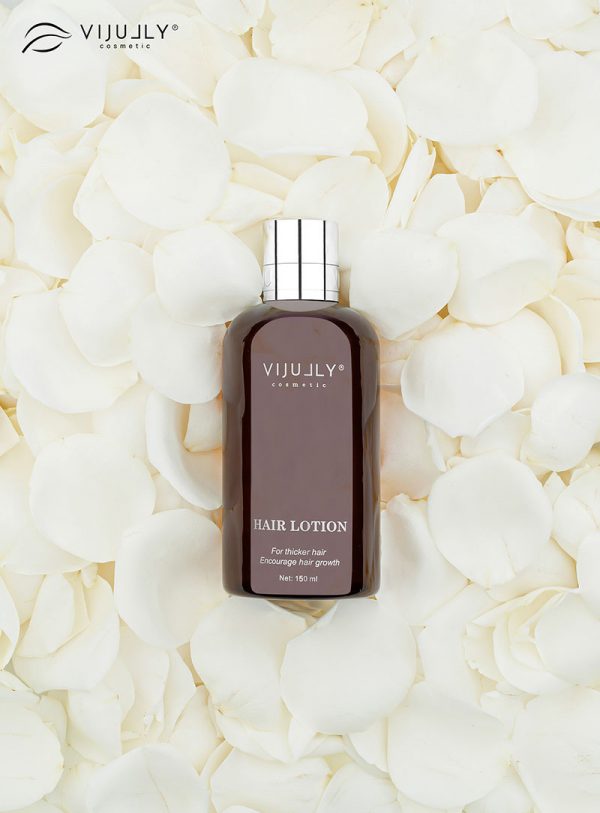 VIJULLY®
cosmetic
VIJULLY®
cosmetic
HAIR LOTION
For thicker hair
Encourage hair growth
Net: 150 ml